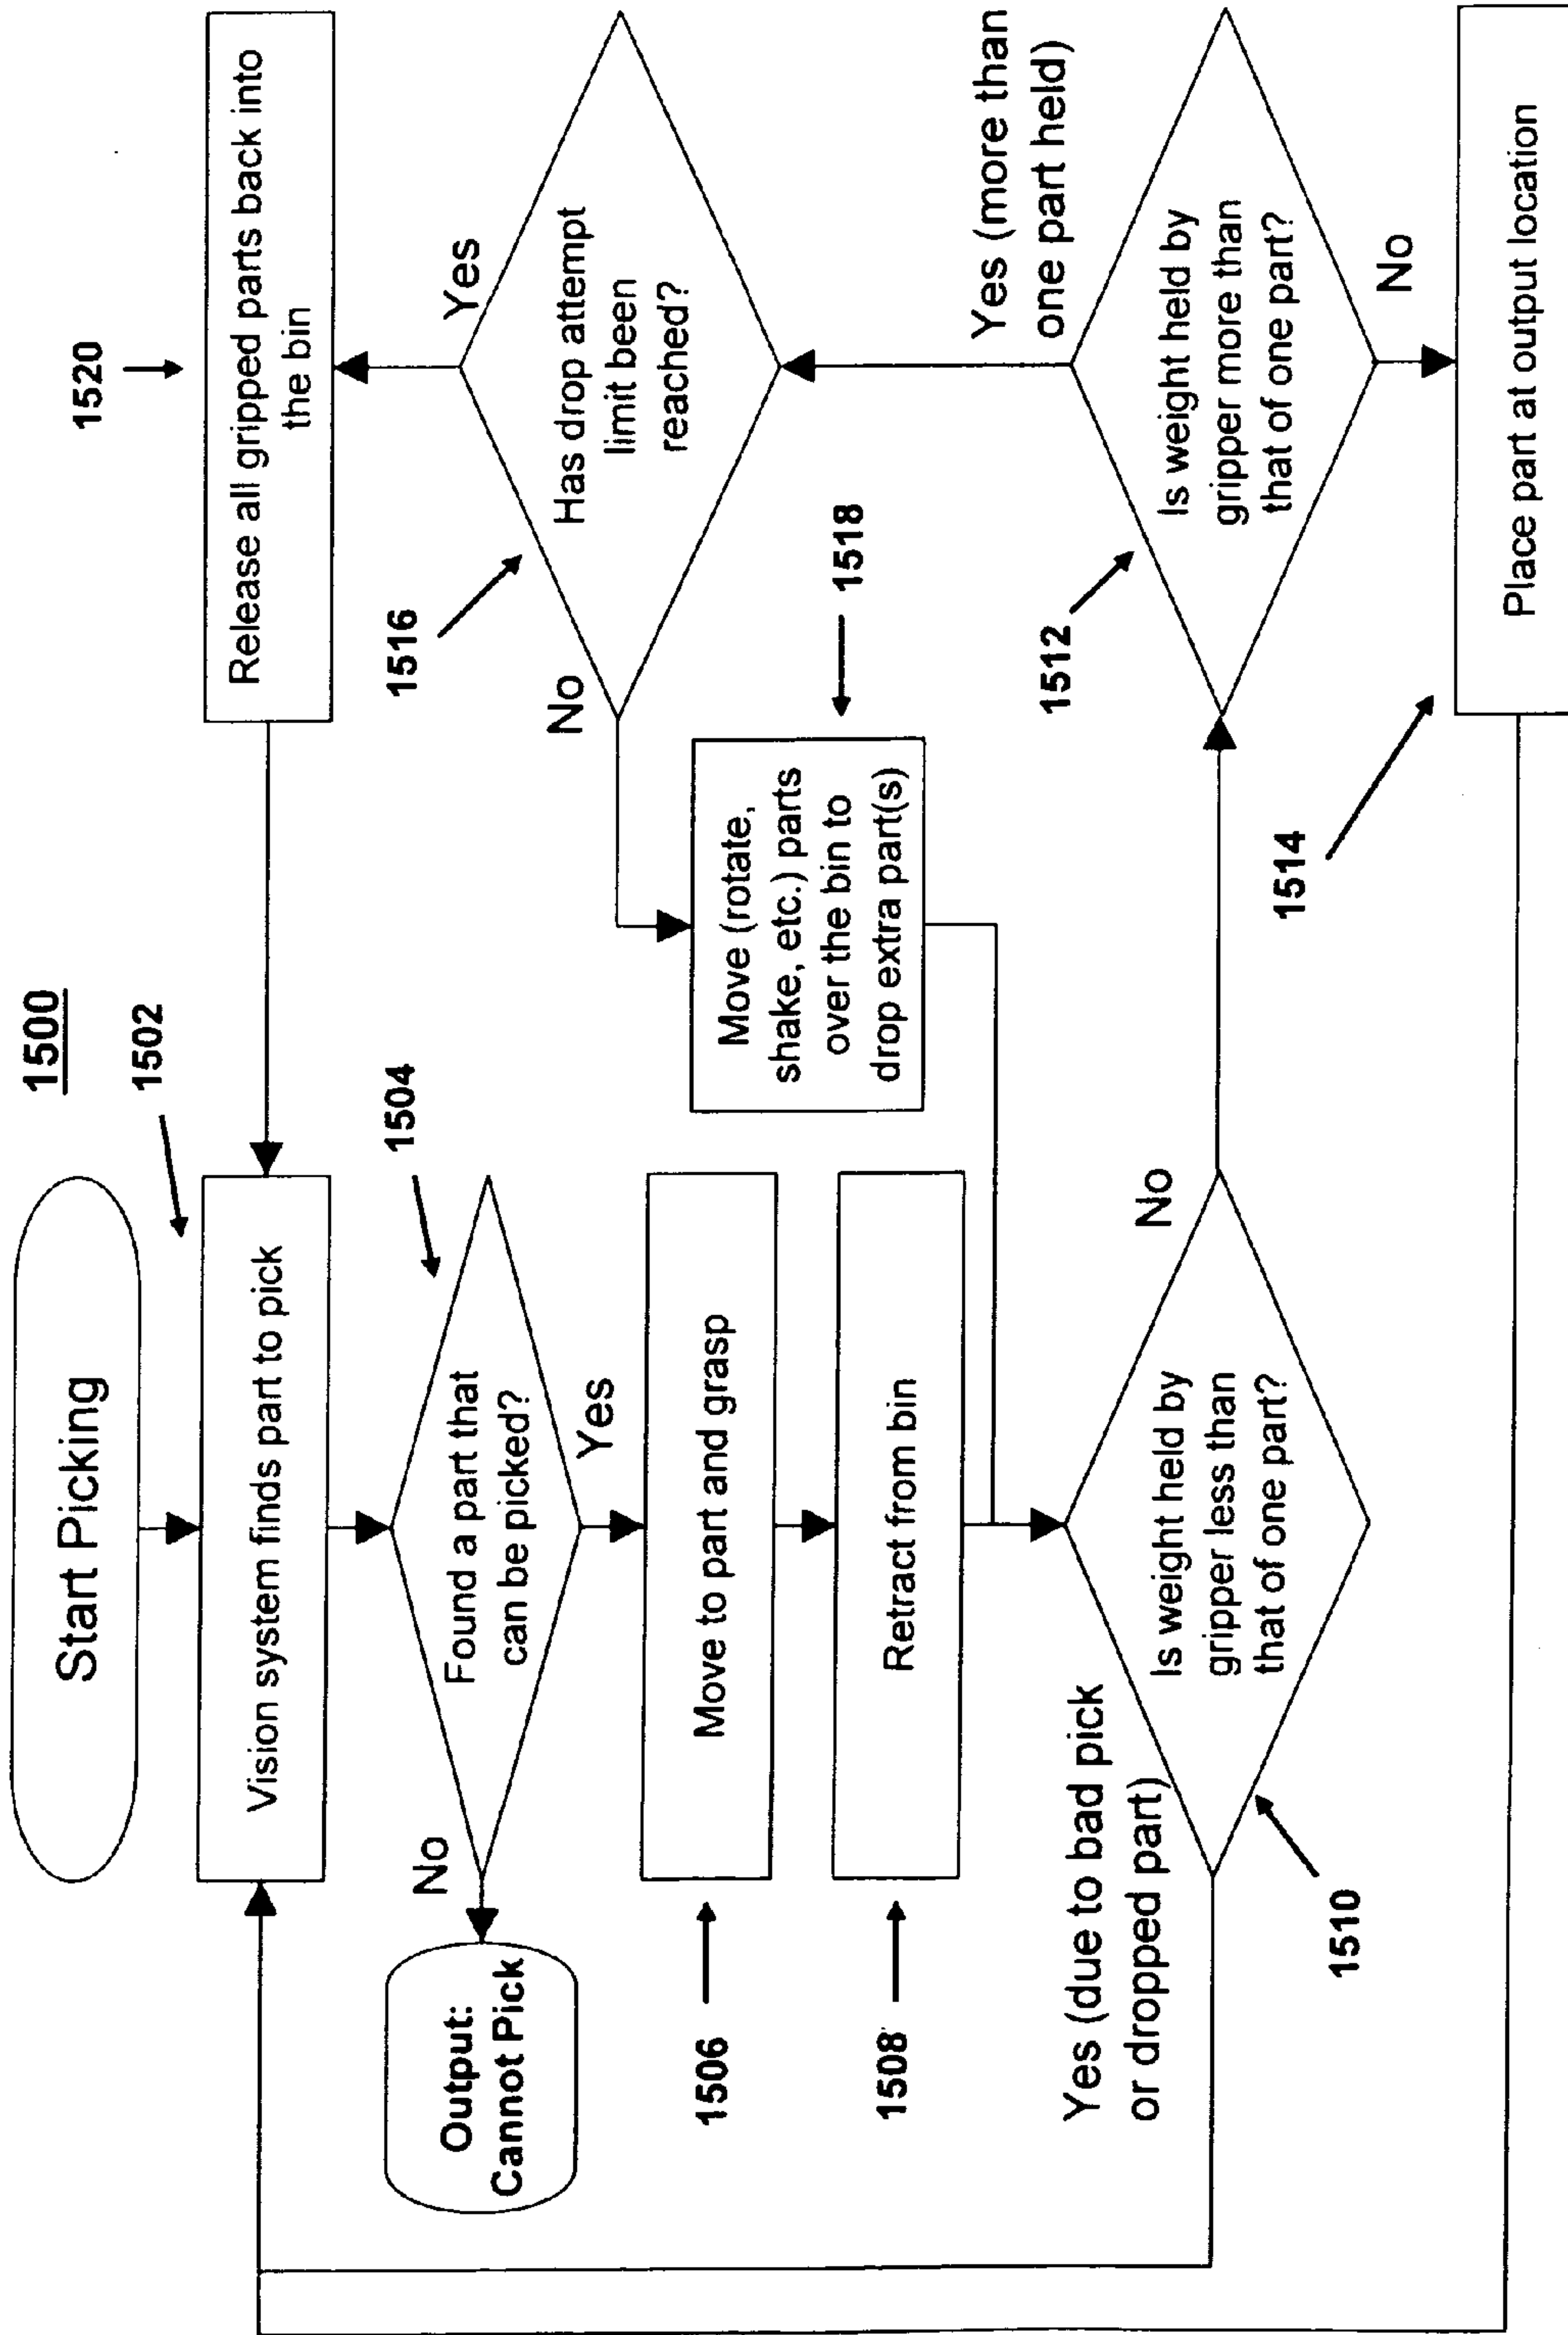 1500
Start Picking
1502
Vision system finds part to pick
1504
Found a part that
can be picked?
No
Output:
Cannot Pick
Yes
1506
Move to part and grasp
1508
Retract from bin
Yes (due to bad pick
or dropped part)
1510
Is weight held by
gripper less than
that of one part?
No
1512
Is weight held by
gripper more than
that of one part?
No
1514
Place part at output location
Yes (more than
one part held)
1516
Has drop attempt
limit been
reached?
No
1518
Move (rotate,
shake, etc.) parts
over the bin to
drop extra part(s)
Yes
1520
Release all gripped parts back into
the bin